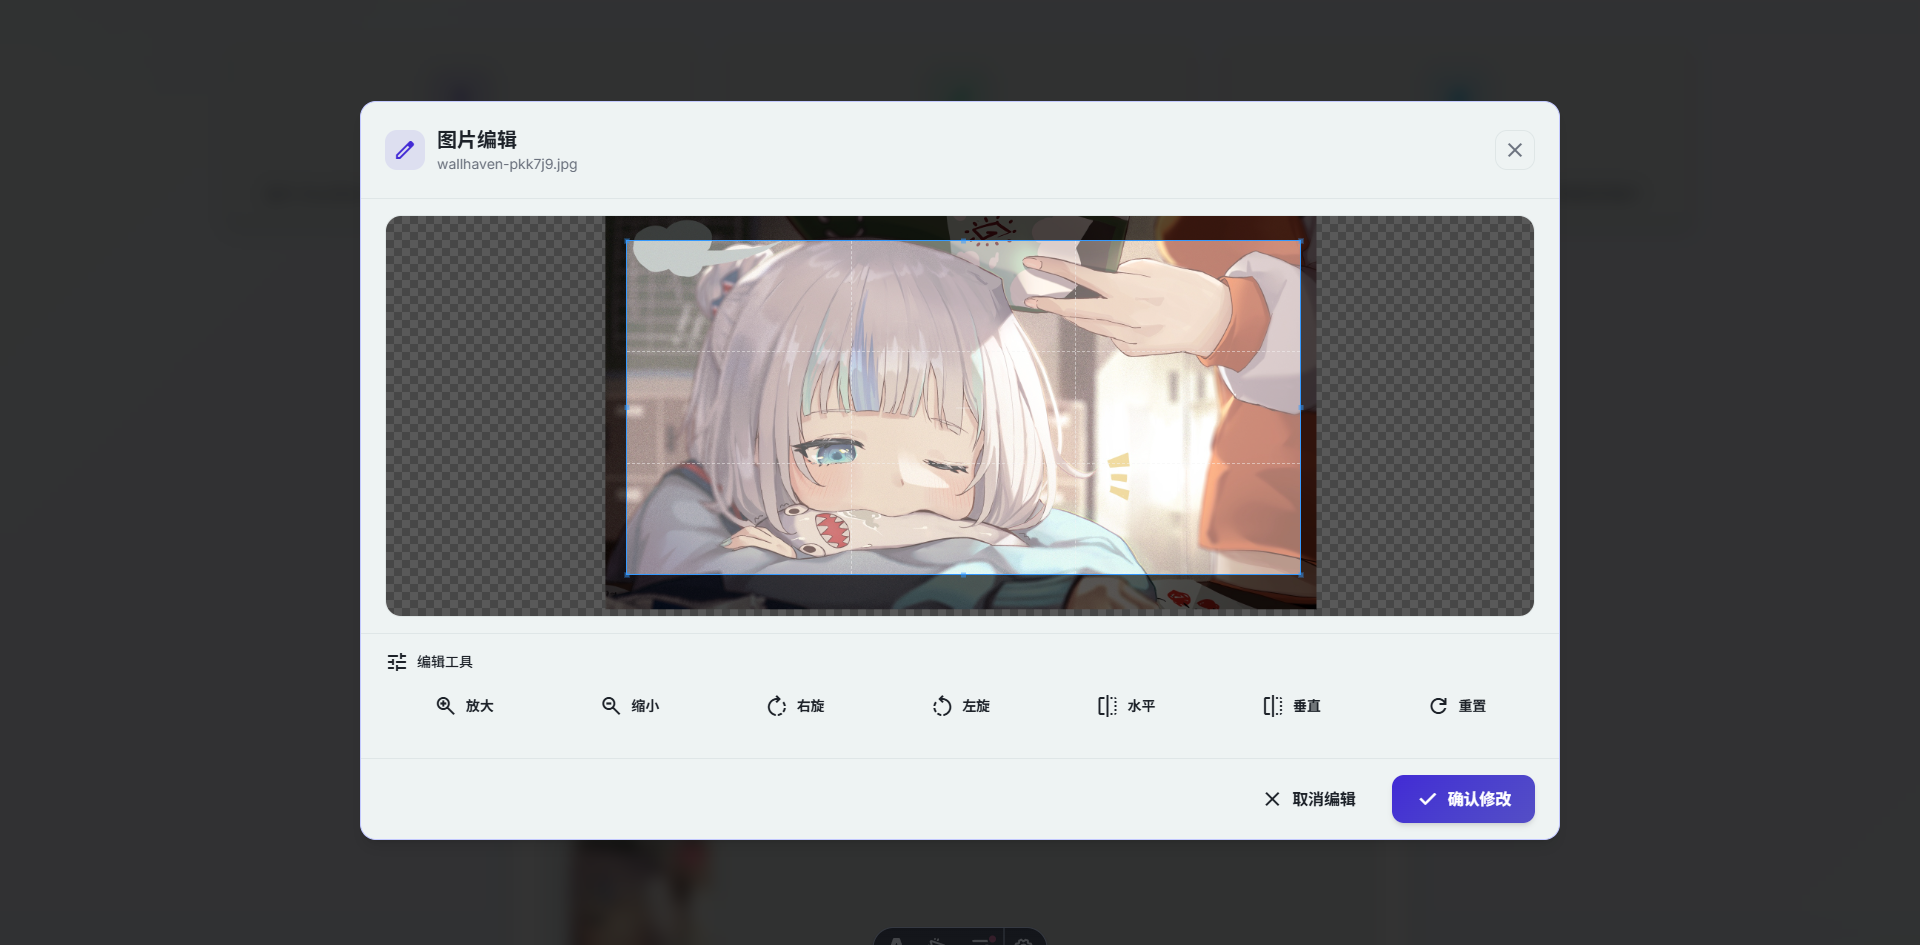 图片编辑
wallhaven-pkk7j9.jpg
编辑工具
放大
缩小
右旋
左旋
水平
垂直
重置
取消编辑
确认修改